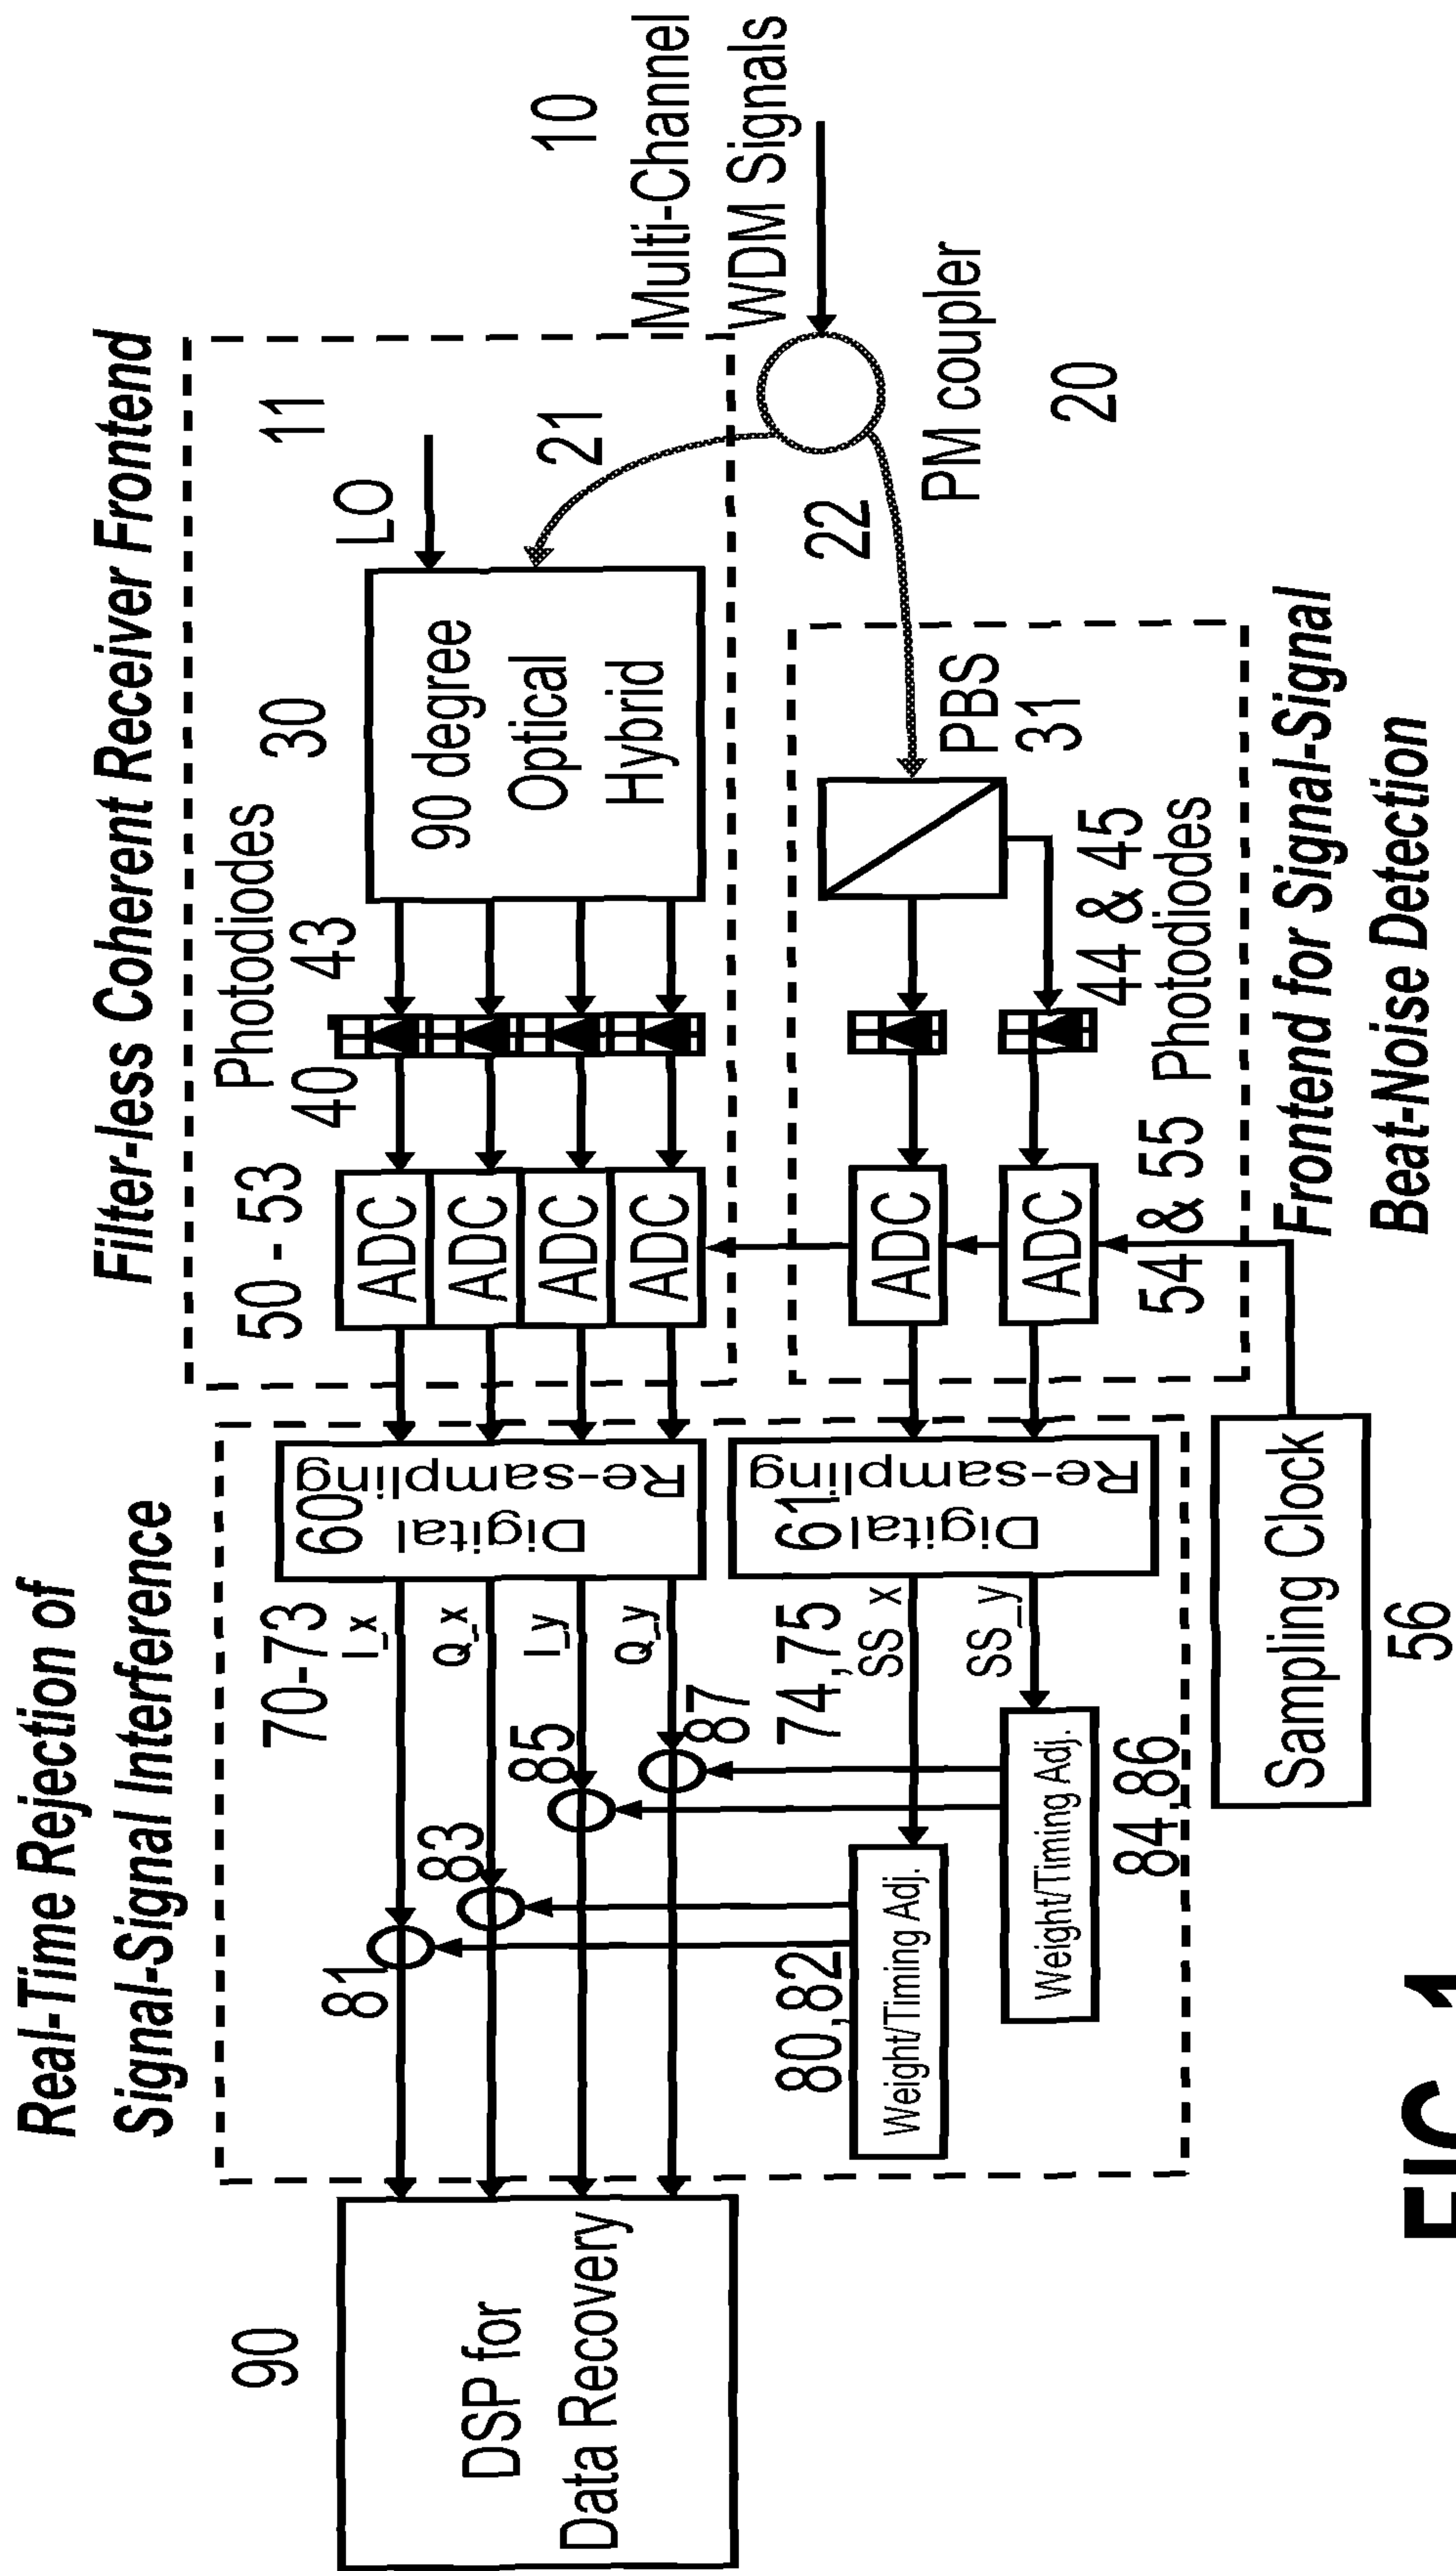 Real-Time Rejection of
Signal-Signal Interference
Filter-less Coherent Receiver Frontend
90
DSP for
Data Recovery
81
83
85
87
70-73
I_x
Q_x
I_y
Q_y
60
Digital
Re-sampling
50 - 53
ADC
ADC
ADC
ADC
Photodiodes
40
43
30
90 degree
Optical
Hybrid
LO
11
21
10
Multi-Channel
WDM Signals
80,82
Weight/Timing Adj.
Weight/Timing Adj.
84,86
74,75
SS_x
SS_y
61
Digital
Re-sampling
ADC
ADC
54 & 55
44 & 45
Photodiodes
PBS
31
22
PM coupler
20
Sampling Clock
56
Frontend for Signal-Signal
Beat-Noise Detection
FIG. 1